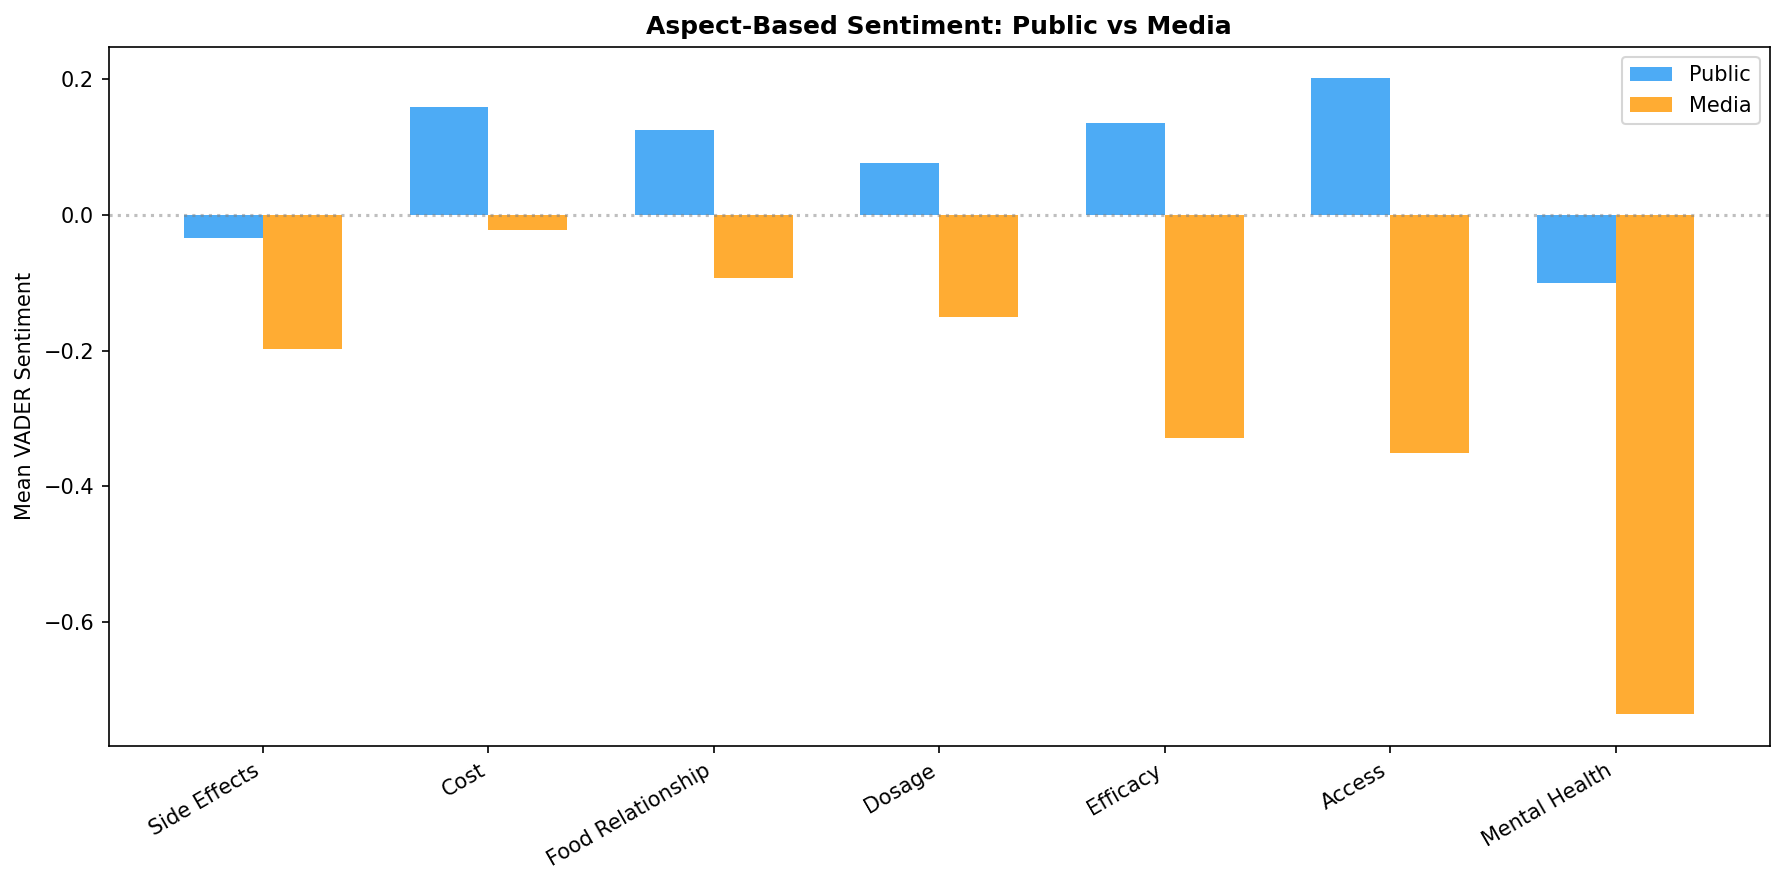 Aspect-Based Sentiment: Public vs Media
Public
Media
Mean VADER Sentiment
0.2
0.0
−0.2
−0.4
−0.6
Side Effects
Cost
Food Relationship
Dosage
Efficacy
Access
Mental Health